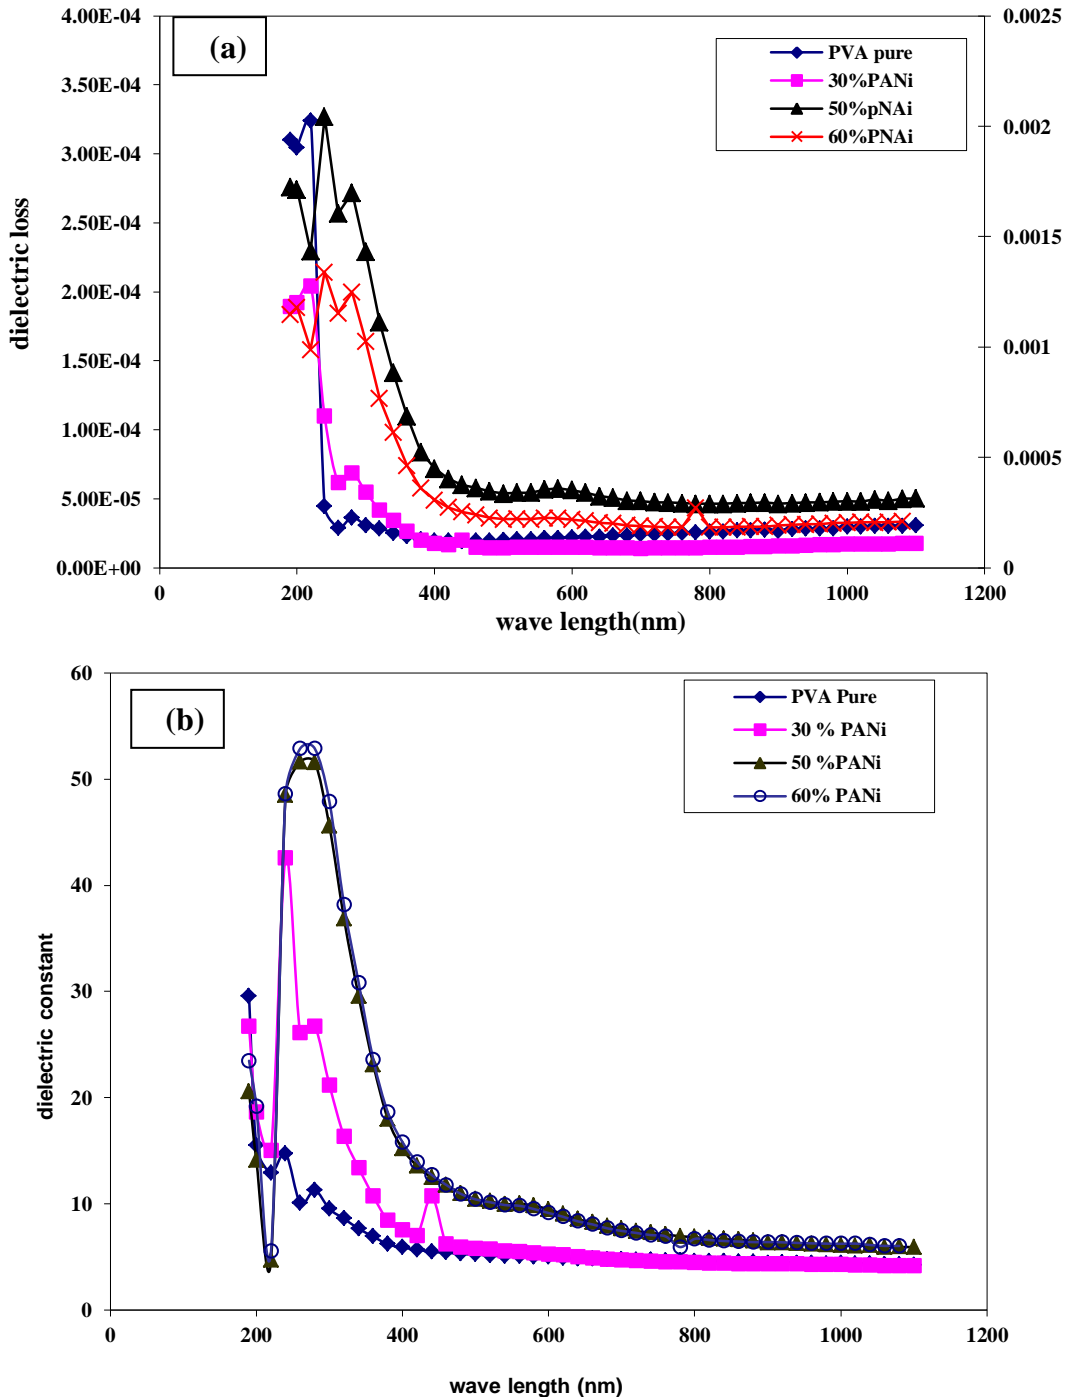 (a)
4.00E-04
3.50E-04
3.00E-04
2.50E-04
2.00E-04
1.50E-04
1.00E-04
5.00E-05
0.00E+00
dielectric loss
PVA pure
30%PANi
50%pNAi
60%PNAi
0.0025
0.002
0.0015
0.001
0.0005
0
0 200 400 600 800 1000 1200
wave length(nm)
(b)
60
50
40
30
20
10
0
dielectric constant
PVA Pure
30 % PANi
50 %PANi
60% PANi
0 200 400 600 800 1000 1200
wave length (nm)